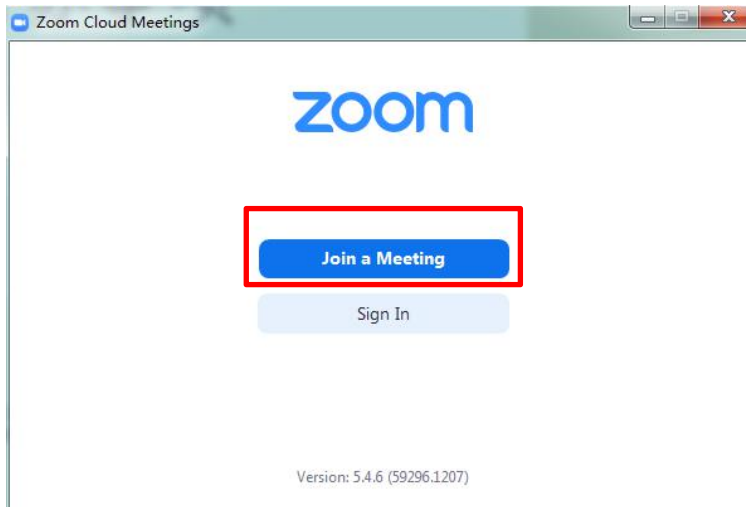 Zoom Cloud Meetings
zoom
Join a Meeting
Sign In
Version: 5.4.6 (59296.1207)